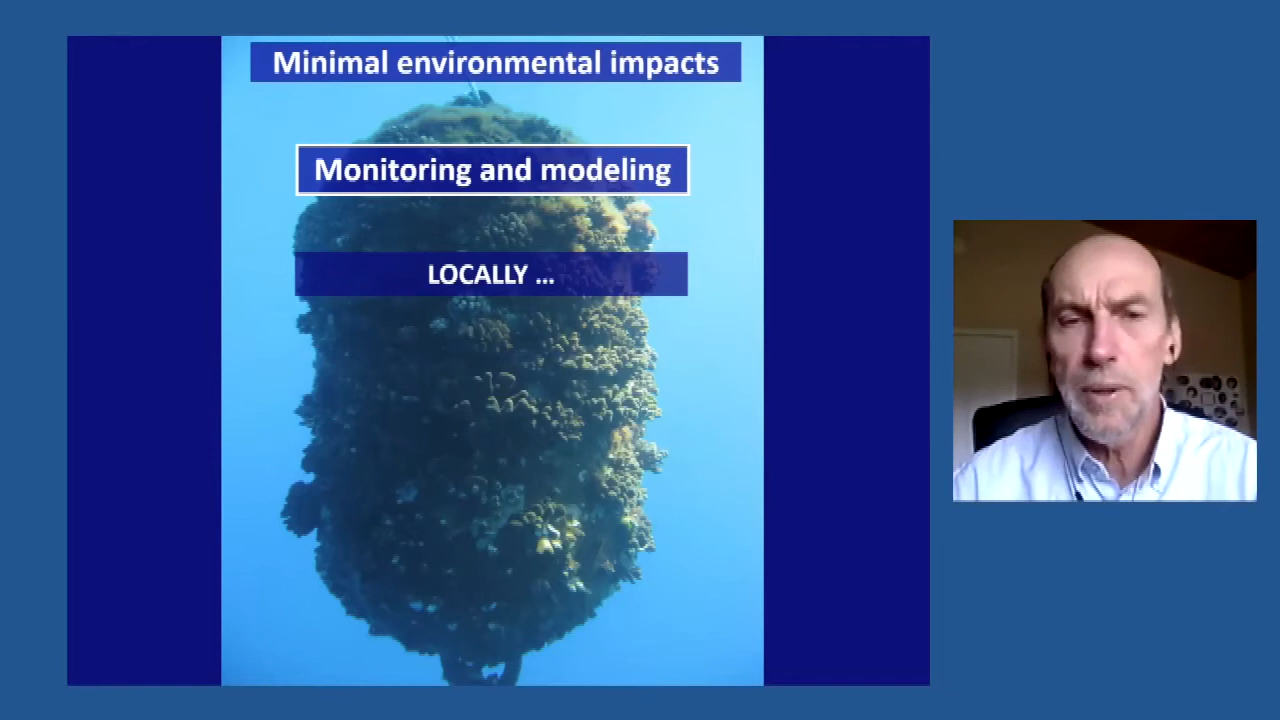 Minimal environmental impacts
Monitoring and modeling
LOCALLY ...